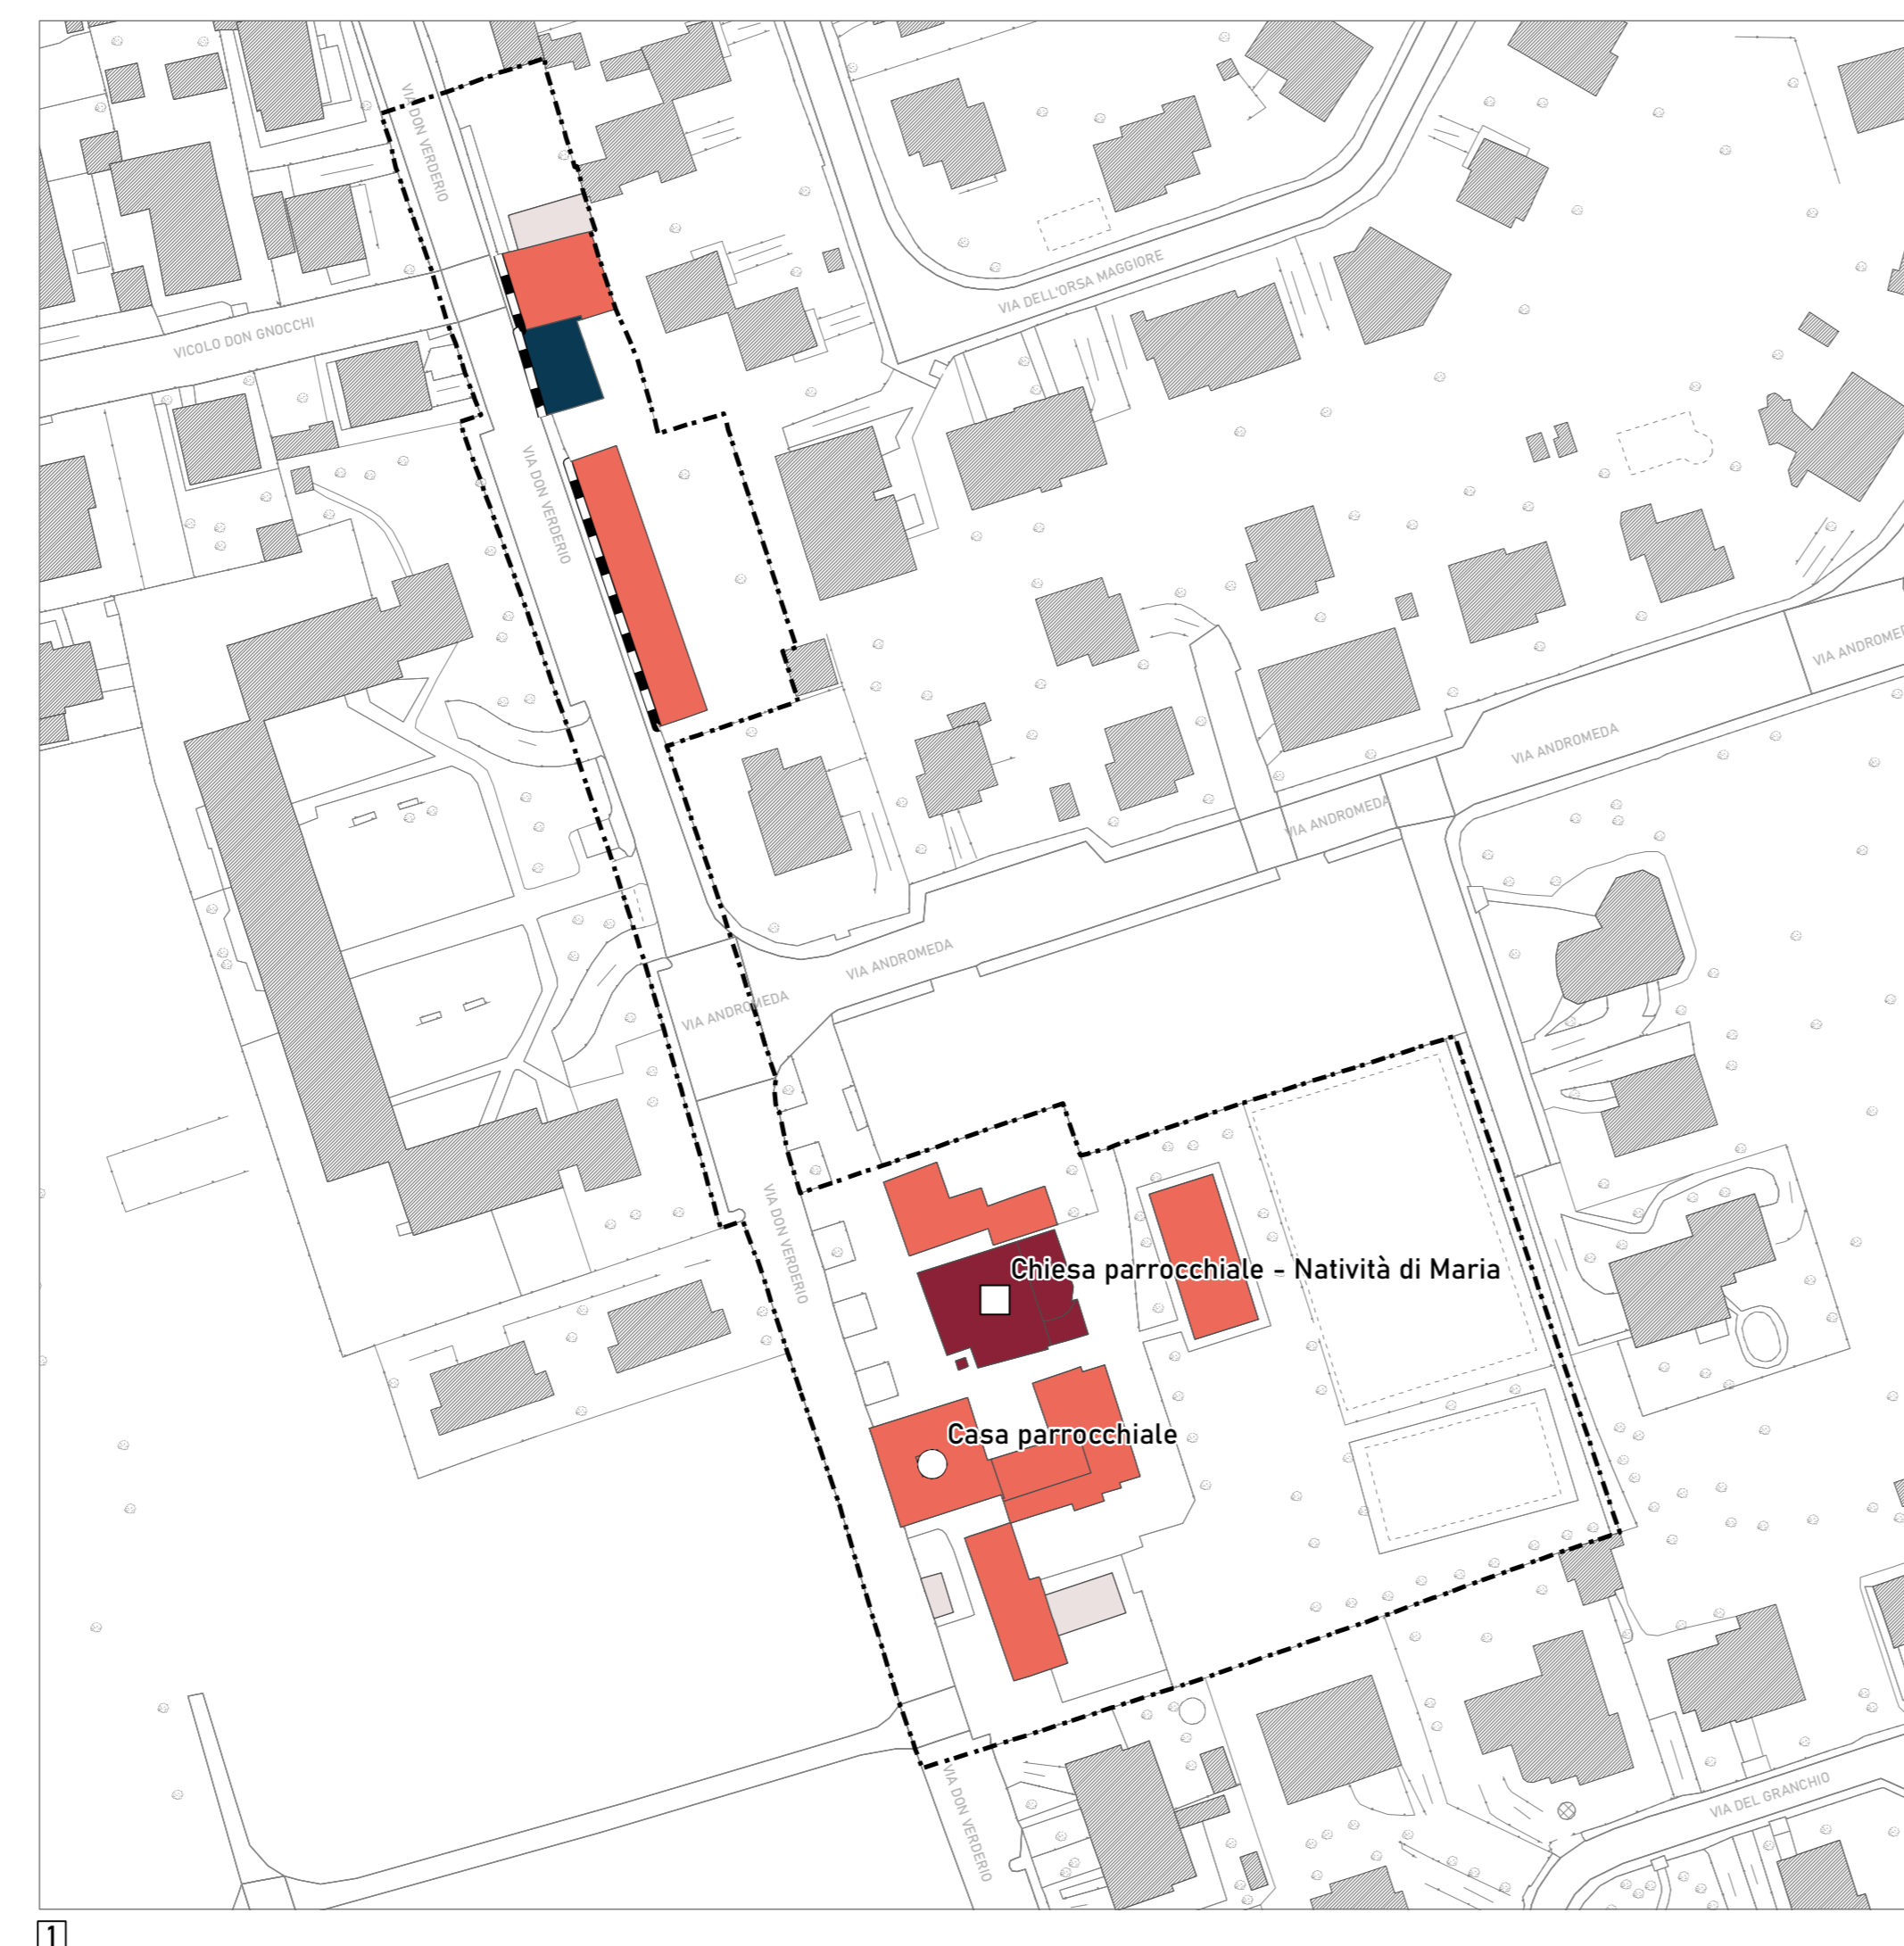 VIA DON VERDERIO
VIA DELL'ORSA MAGGIORE
VICOLO DON GNOCCHI
VIA DON VERDERIO
VIA ANDROMEDA
VIA ANDROMEDA
VIA ANDROMEDA
VIA ANDROMEDA
VIA ANDROMEDA
VIA DON VERDERIO
Chiesa parrocchiale - Natività di Maria
Casa parrocchiale
VIA DON VERDERIO
VIA DEL GRANCHIO
1